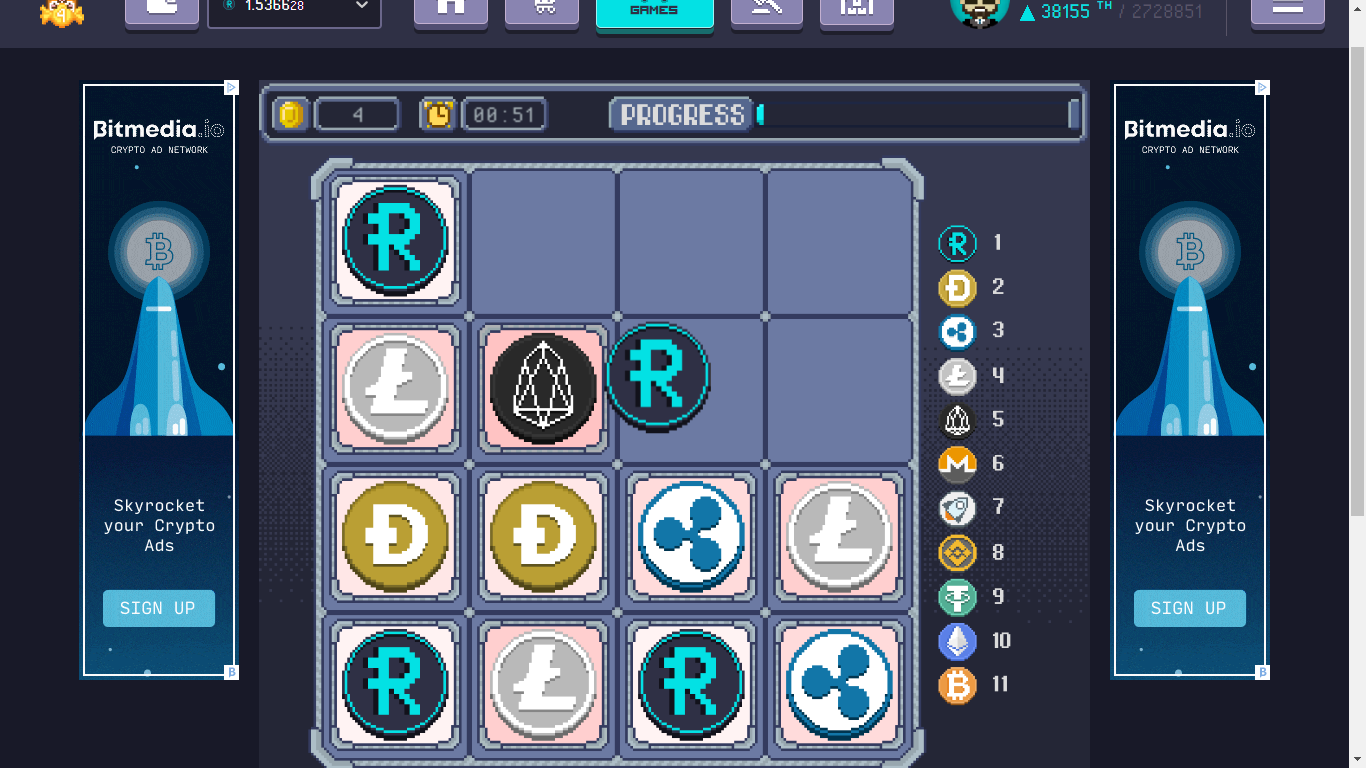 1.536628
GAMES
38155 TH / 2728851
Bitmedia.io
CRYPTO AD NETWORK
Skyrocket
your Crypto
Ads
SIGN UP
4
00:51
PROGRESS
1
2
3
4
5
6
7
8
9
10
11
Bitmedia.io
CRYPTO AD NETWORK
Skyrocket
your Crypto
Ads
SIGN UP